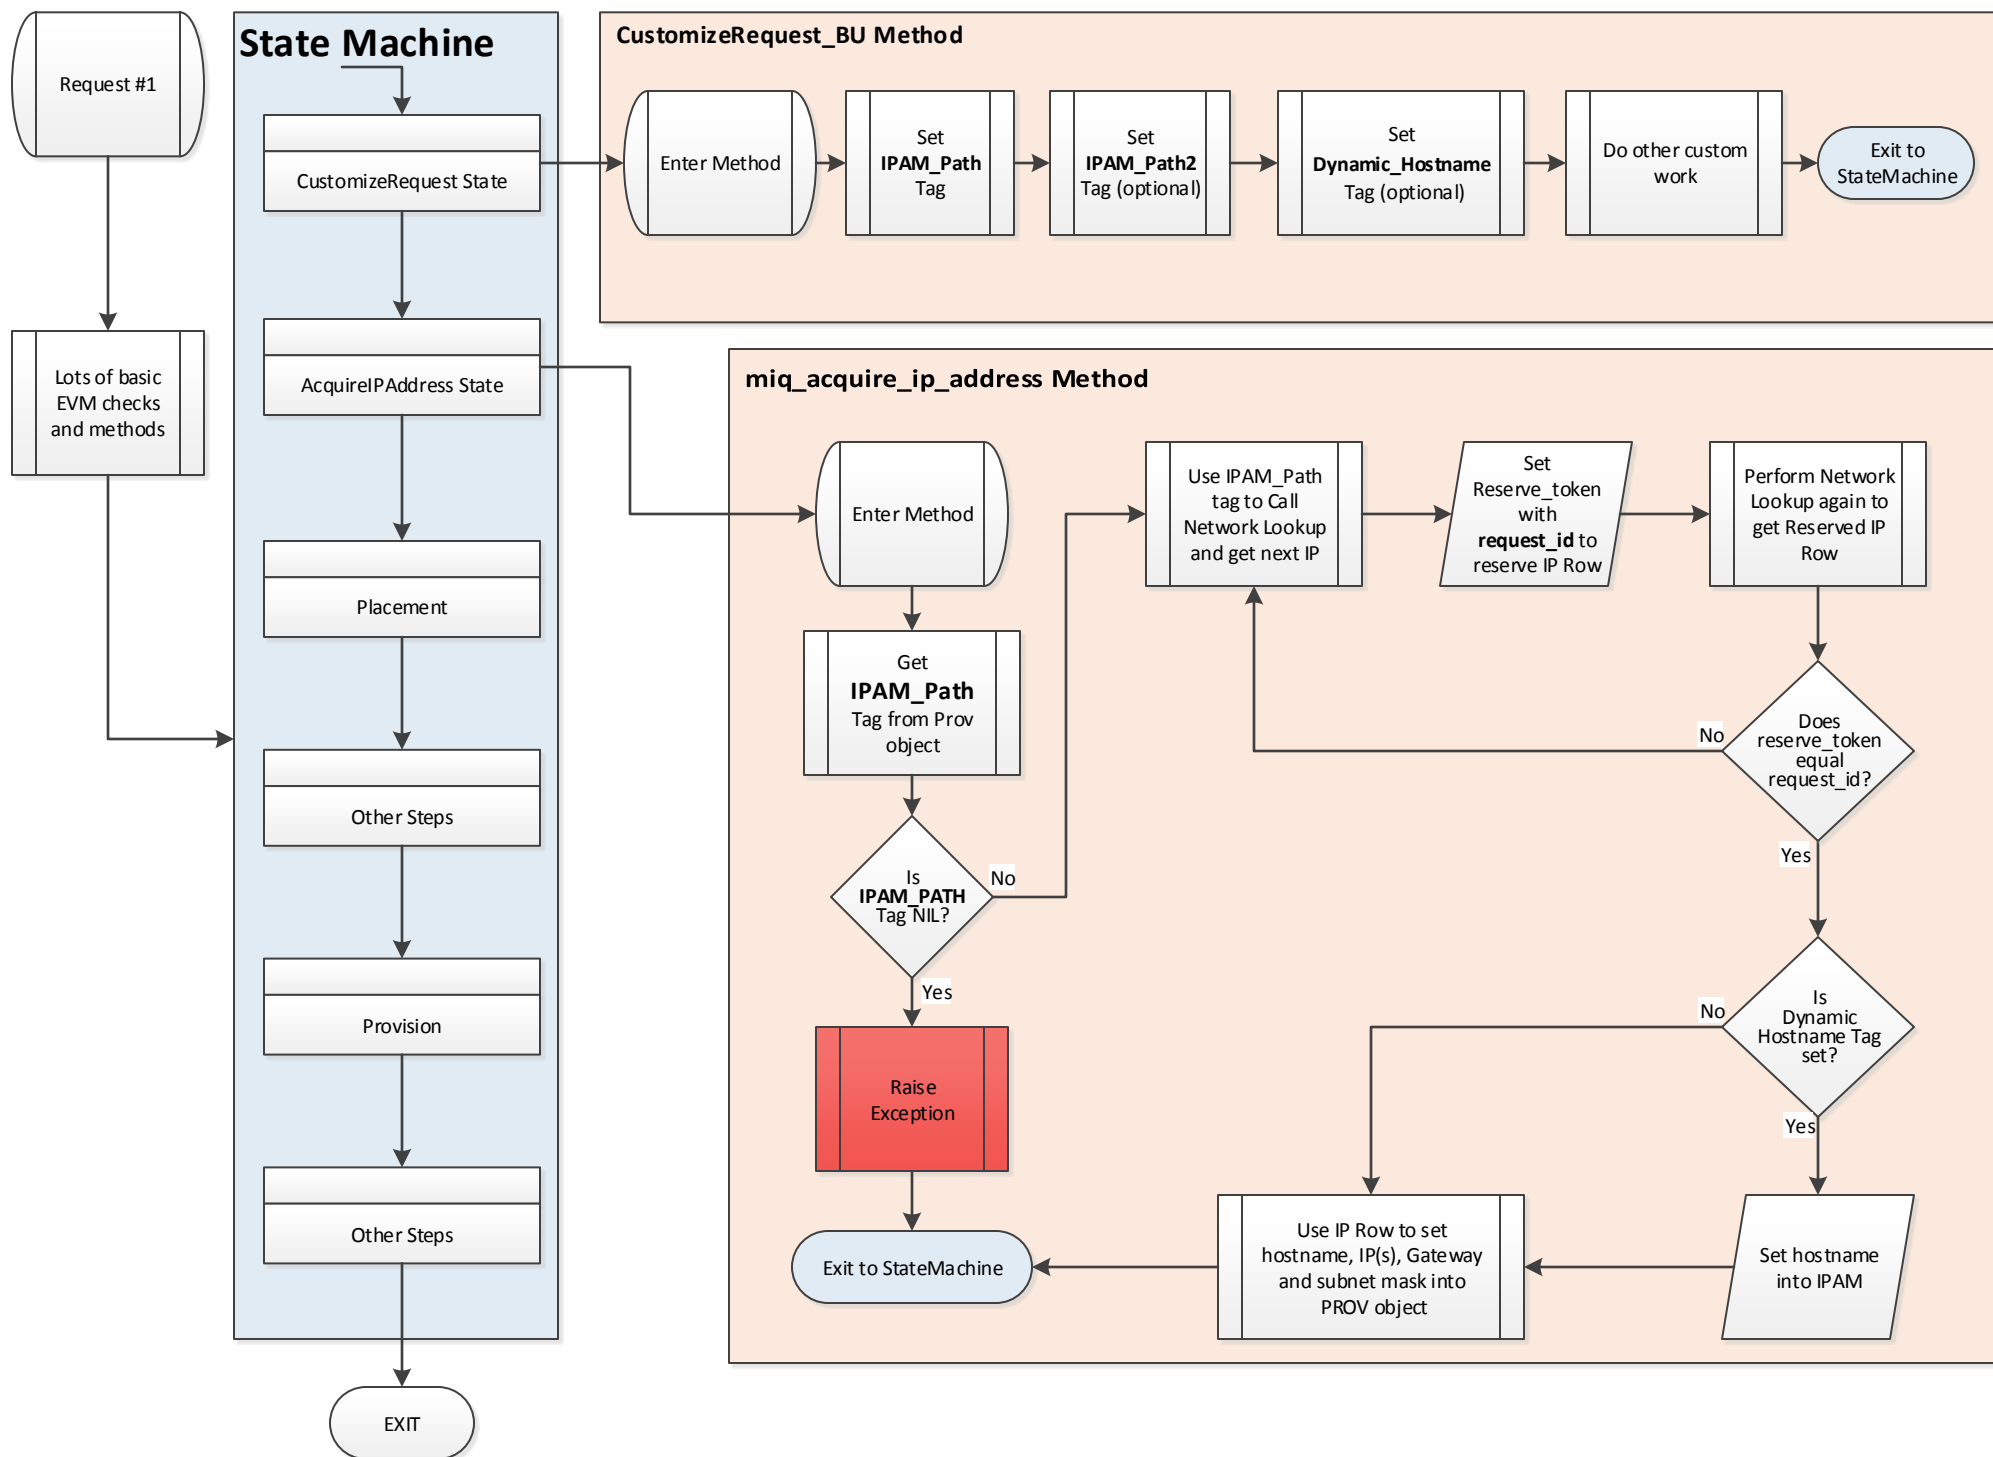 Request #1
Lots of basic
EVM checks
and methods
State Machine
CustomizeRequest State
AcquireIPAddress State
Placement
Other Steps
Provision
Other Steps
EXIT
CustomizeRequest_BU Method
Enter Method
Set
IPAM_Path
Tag
Set
IPAM_Path2
Tag (optional)
Set
Dynamic_Hostname
Tag (optional)
Do other custom
work
Exit to
StateMachine
miq_acquire_ip_address Method
Enter Method
Get
IPAM_Path
Tag from Prov
object
Is
IPAM_PATH
Tag NIL?
No
Yes
Raise
Exception
Exit to StateMachine
Use IPAM_Path
tag to Call
Network Lookup
and get next IP
Set
Reserve_token
with
request_id to
reserve IP Row
Perform Network
Lookup again to
get Reserved IP
Row
Does
reserve_token
equal
request_id?
No
Yes
Is
Dynamic
Hostname Tag
set?
No
Yes
Set hostname
into IPAM
Use IP Row to set
hostname, IP(s), Gateway
and subnet mask into
PROV object